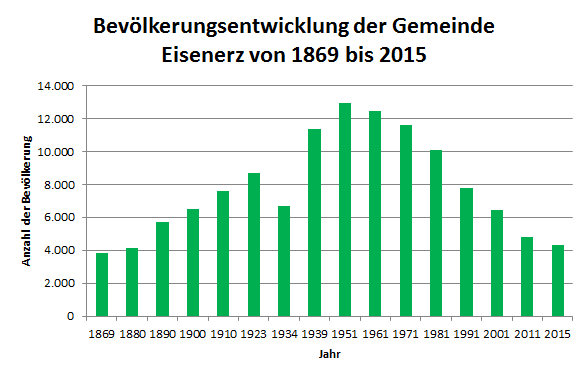 Bevölkerungsentwicklung der Gemeinde
Eisenerz von 1869 bis 2015
Anzahl der Bevölkerung
14.000
12.000
10.000
8.000
6.000
4.000
2.000
0
1869 1880 1890 1900 1910 1923 1934 1939 1951 1961 1971 1981 1991 2001 2011 2015
Jahr